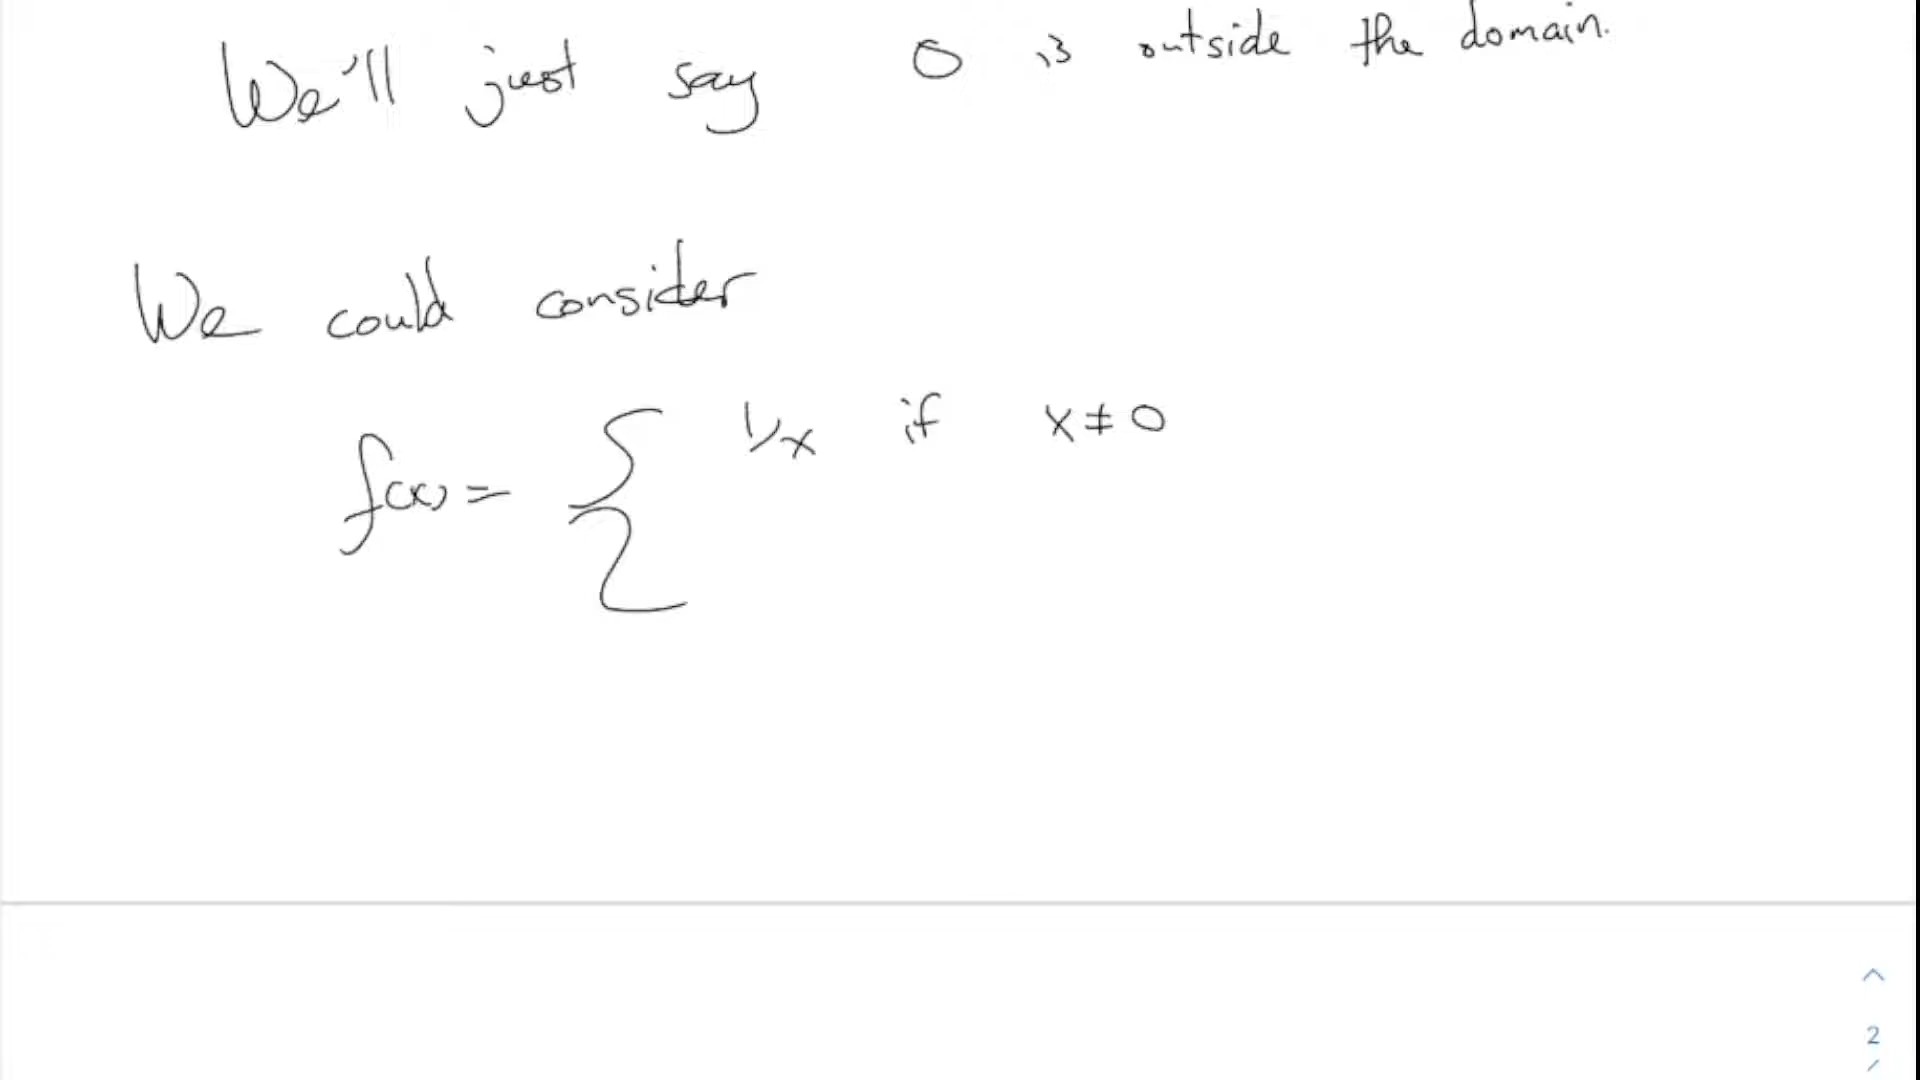 We'll just say 0 is outside the domain.
We could consider
f(x) = { 1/x if x ≠ 0
2